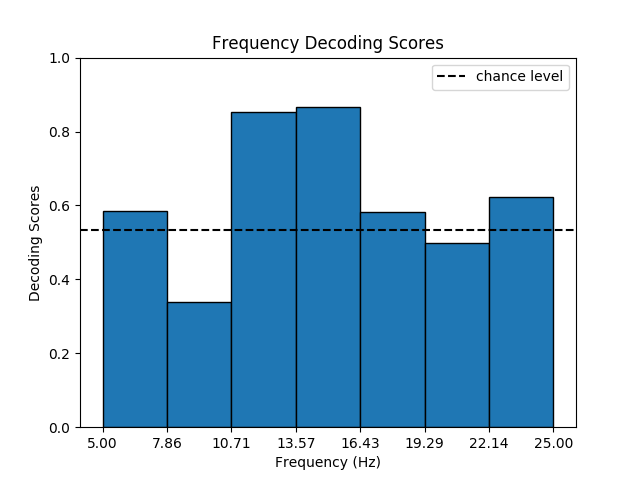 Frequency Decoding Scores
chance level
Decoding Scores
1.0
0.8
0.6
0.4
0.2
0.0
5.00 7.86 10.71 13.57 16.43 19.29 22.14 25.00
Frequency (Hz)